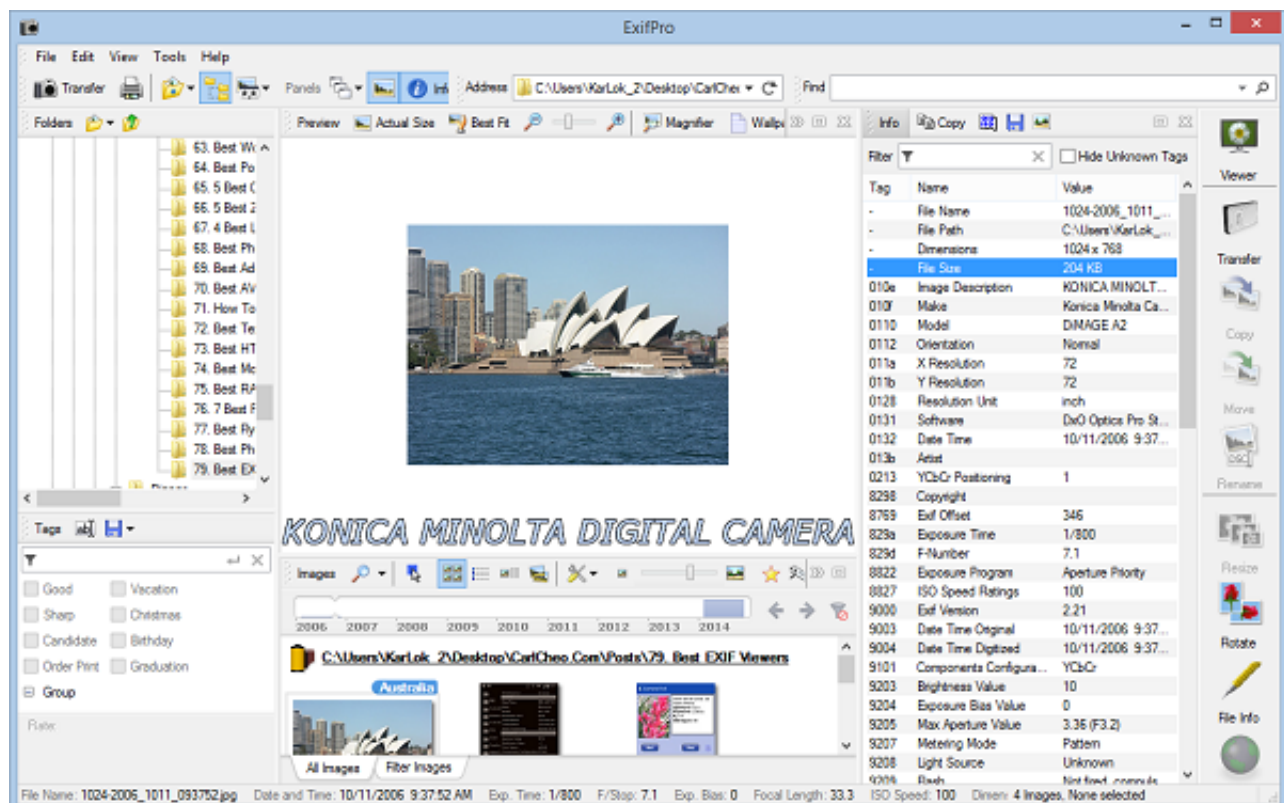 ExifPro
File Edit View Tools Help
Transfer Panels Info Address C:\Users\KarLok_2\Desktop\CarlCheo Find
Folders
63. Best Wo
64. Best Po
65. 5 Best C
66. 5 Best 2
67. 4 Best L
68. Best Ph
69. Best Ad
70. Best AV
71. How To
72. Best Te
73. Best HT
74. Best Mo
75. Best RA
76. 7 Best F
77. Best Fly
78. Best Ph
79. Best EX
Tags
Good Vacation
Sharp Christmas
Candidate Birthday
Order Print Graduation
Group
Preview Actual Size Best Fit Magnifier Wallp
KONICA MINOLTA DIGITAL CAMERA
Images
2006 2007 2008 2009 2010 2011 2012 2013 2014
C:\Users\KarLok_2\Desktop\CarlCheo.Com\Posts\79. Best EXIF Viewers
Australia
All Images Filter Images
Info Copy
Filter Hide Unknown Tags
Tag Name Value
- File Name 1024-2006_1011_...
- File Path C:\Users\KarLok_...
- Dimensions 1024 x 768
- File Size 204 KB
010e Image Description KONICA MINOLT...
010f Make Konica Minolta Ca...
0110 Model DiMAGE A2
0112 Orientation Normal
011a X Resolution 72
011b Y Resolution 72
0128 Resolution Unit inch
0131 Software DxO Optics Pro St...
0132 Date Time 10/11/2006 9:37...
013b Artist
0213 YCbCr Positioning 1
8298 Copyright
8769 Exif Offset 346
829a Exposure Time 1/800
829d F-Number 7.1
8822 Exposure Program Aperture Priority
8827 ISO Speed Ratings 100
9000 Exif Version 2.21
9003 Date Time Original 10/11/2006 9:37...
9004 Date Time Digitized 10/11/2006 9:37...
9101 Components Configura... YCbCr
9203 Brightness Value 10
9204 Exposure Bias Value 0
9205 Max Aperture Value 3.36 (F3.2)
9207 Metering Mode Pattern
9208 Light Source Unknown
9209 Flash Not fired, compuls
Viewer
Transfer
Copy
Move
Rename
Resize
Rotate
File Info
File Name: 1024-2006_1011_093752.jpg Date and Time: 10/11/2006 9:37:52 AM Exp. Time: 1/800 F/Stop: 7.1 Exp. Bias: 0 Focal Length: 33.3 ISO Speed: 100 Dimen: 4 Images, None selected